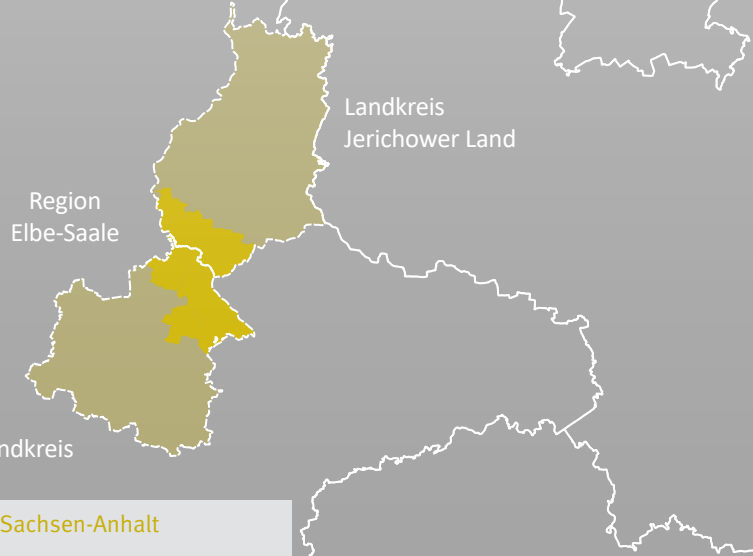 Landkreis
Jerichower Land
Region
Elbe-Saale
ndkreis
Sachsen-Anhalt